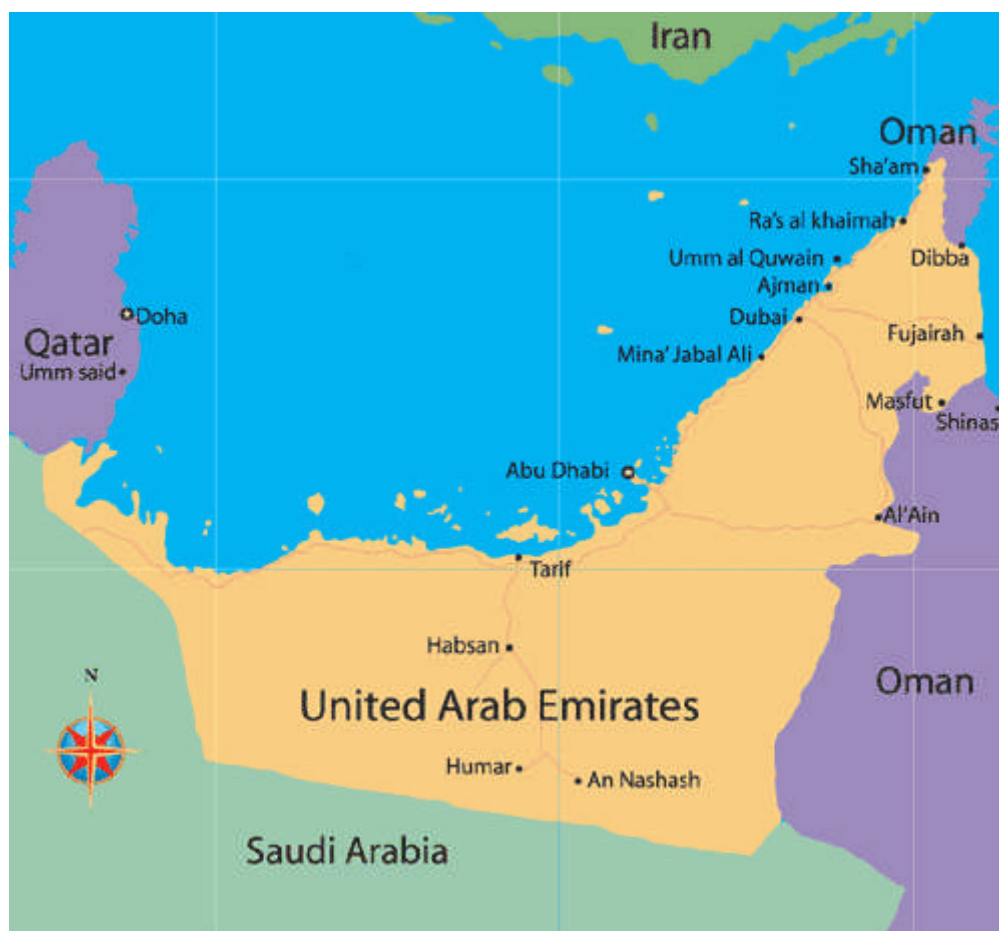 Iran
Oman
Sha'am
Ra's al khaimah
Umm al Quwain
Dibba
Ajman
Doha
Dubai
Fujairah
Qatar
Mina' Jabal Ali
Umm said
Masfut
Shinas
Abu Dhabi
Al'Ain
Tarif
Habsan
N
Oman
United Arab Emirates
Humar
An Nashash
Saudi Arabia